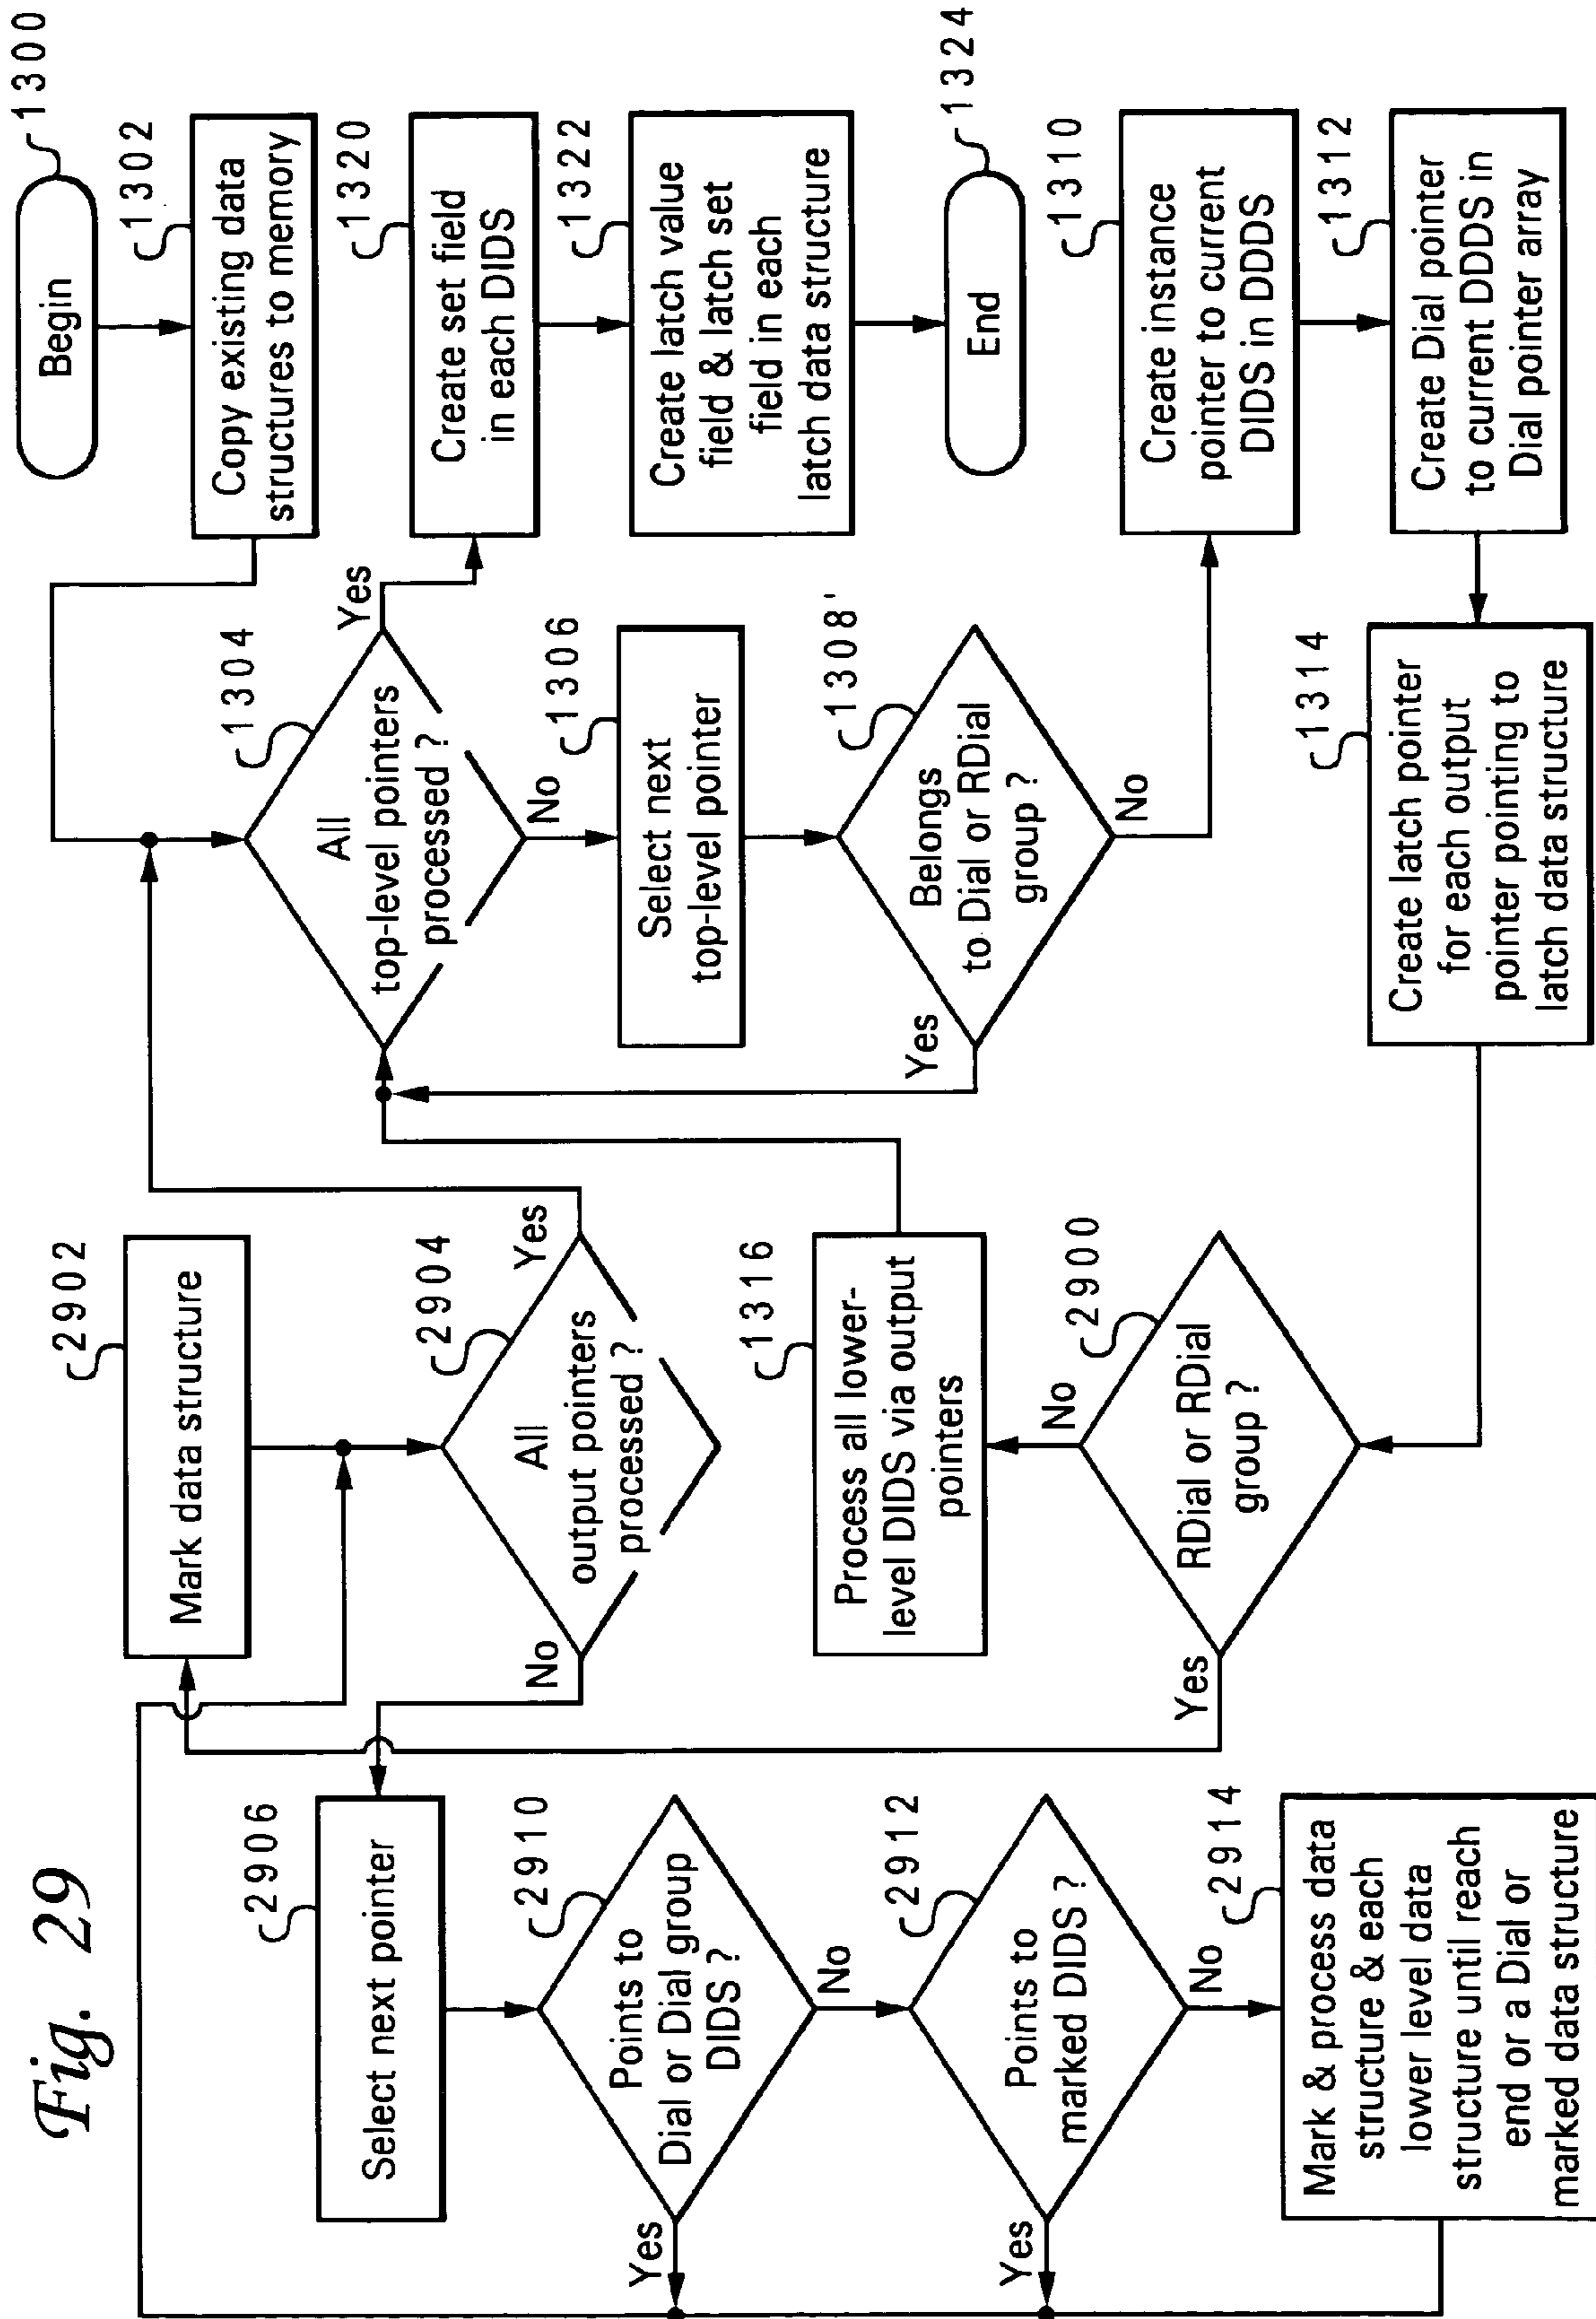 Fig. 29
Begin
1300
Copy existing data
structures to memory
1302
All
top-level pointers
processed ?
1304
Yes
No
Create set field
in each DIDS
1320
Create latch value
field & latch set
field in each
latch data structure
1322
End
1324
Select next
top-level pointer
1306
Belongs
to Dial or RDial
group ?
1308'
Yes
No
Create instance
pointer to current
DIDS in DDDS
1310
Create Dial pointer
to current DDDS in
Dial pointer array
1312
Create latch pointer
for each output
pointer pointing to
latch data structure
1314
RDial or RDial
group ?
2900
No
Yes
Process all lower-
level DIDS via output
pointers
1316
Mark data structure
2902
All
output pointers
processed ?
2904
Yes
No
Select next pointer
2906
Points to
Dial or Dial group
DIDS ?
2910
Yes
No
Points to
marked DIDS ?
2912
Yes
No
Mark & process data
structure & each
lower level data
structure until reach
end or a Dial or
marked data structure
2914